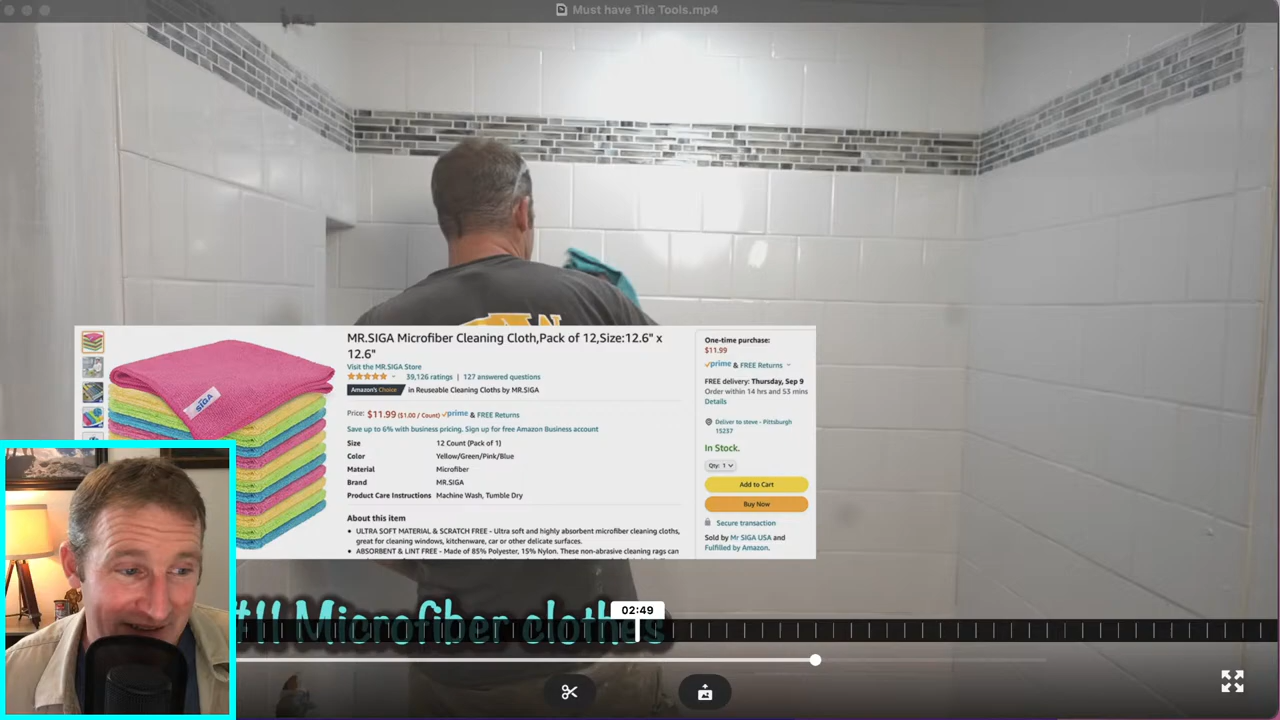 Must have Tile Tools.mp4
MR.SIGA Microfiber Cleaning Cloth,Pack of 12,Size:12.6" x
12.6"
Visit the MR.SIGA Store
39,126 ratings | 127 answered questions
Amazon's Choice in Reuseable Cleaning Cloths by MR.SIGA
Price: $11.99 ($1.00 / Count) prime & FREE Returns
Save up to 6% with business pricing. Sign up for free Amazon Business account
Size 12 Count (Pack of 1)
Color Yellow/Green/Pink/Blue
Material Microfiber
Brand MR.SIGA
Product Care Instructions Machine Wash, Tumble Dry
About this item
• ULTRA SOFT MATERIAL & SCRATCH FREE - Ultra soft and highly absorbent microfiber cleaning cloths,
great for cleaning windows, kitchenware, car or other delicate surfaces.
• ABSORBENT & LINT FREE - Made of 85% Polyester, 15% Nylon. These non-abrasive cleaning rags can
One-time purchase:
$11.99
prime & FREE Returns
FREE delivery: Thursday, Sep 9
Order within 14 hrs and 53 mins
Details
Deliver to steve - Pittsburgh
15237
In Stock.
Qty: 1
Add to Cart
Buy Now
Secure transaction
Sold by Mr SIGA USA and
Fulfilled by Amazon.
SIGA
#11 Microfiber clothes
02:49